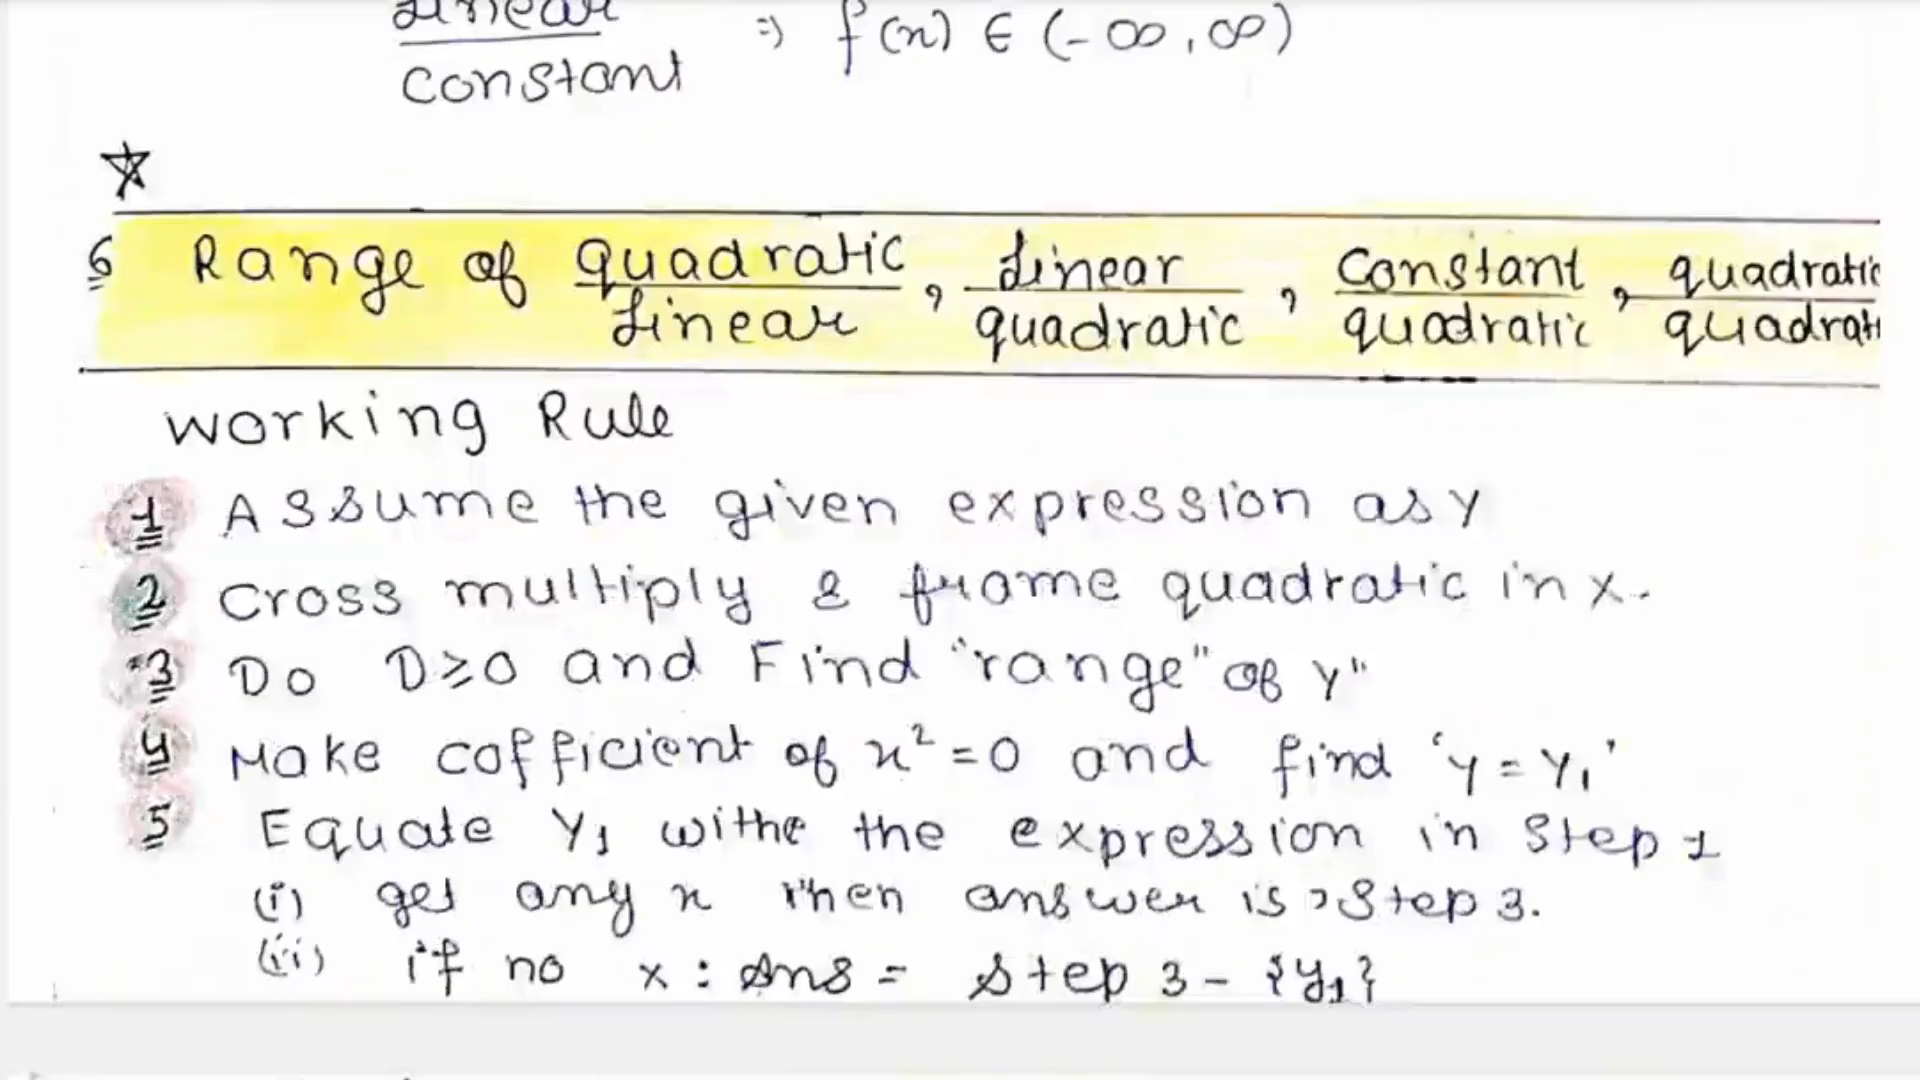 Linear
constant ⇒ f(x) ∈ (-∞, ∞)
6 Range of quadratic/Linear, Linear/quadratic, Constant/quadratic, quadratic/quadrati
Working Rule
1 Assume the given expression as y
2 Cross multiply & frame quadratic in x.
3 Do D≥0 and Find "range" of y"
4 Make cofficient of x²=0 and find 'y=y₁'
5 Equate y₁ withe the expression in Step 1
(i) get any x then answer is Step 3.
(ii) if no x : Ans = Step 3 - {y₁}